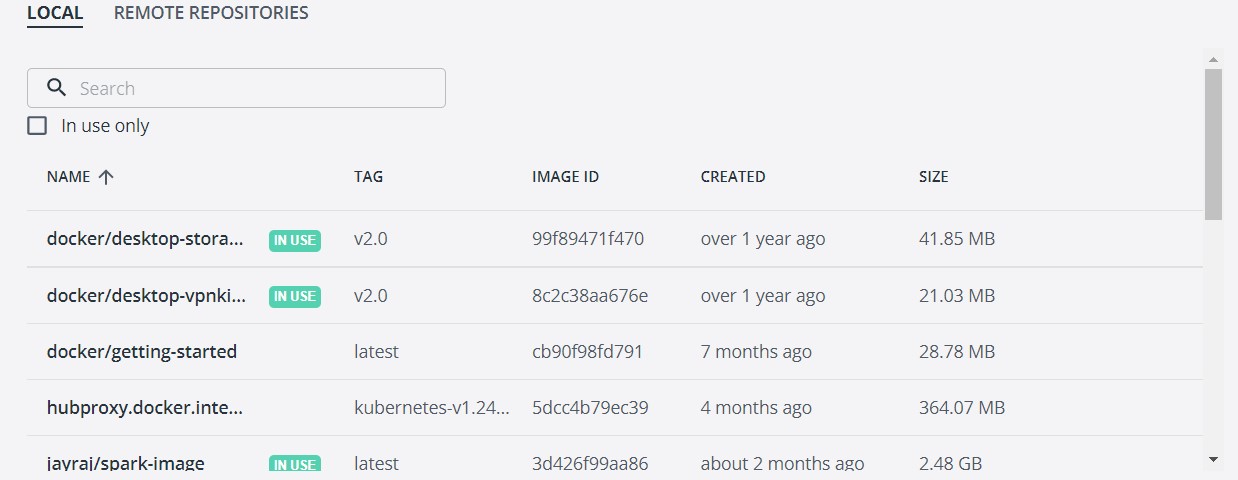 LOCAL REMOTE REPOSITORIES
Search
In use only
NAME TAG IMAGE ID CREATED SIZE
docker/desktop-stora... IN USE v2.0 99f89471f470 over 1 year ago 41.85 MB
docker/desktop-vpnki... IN USE v2.0 8c2c38aa676e over 1 year ago 21.03 MB
docker/getting-started latest cb90f98fd791 7 months ago 28.78 MB
hubproxy.docker.inte... kubernetes-v1.24... 5dcc4b79ec39 4 months ago 364.07 MB
jayraj/spark-image IN USE latest 3d426f99aa86 about 2 months ago 2.48 GB